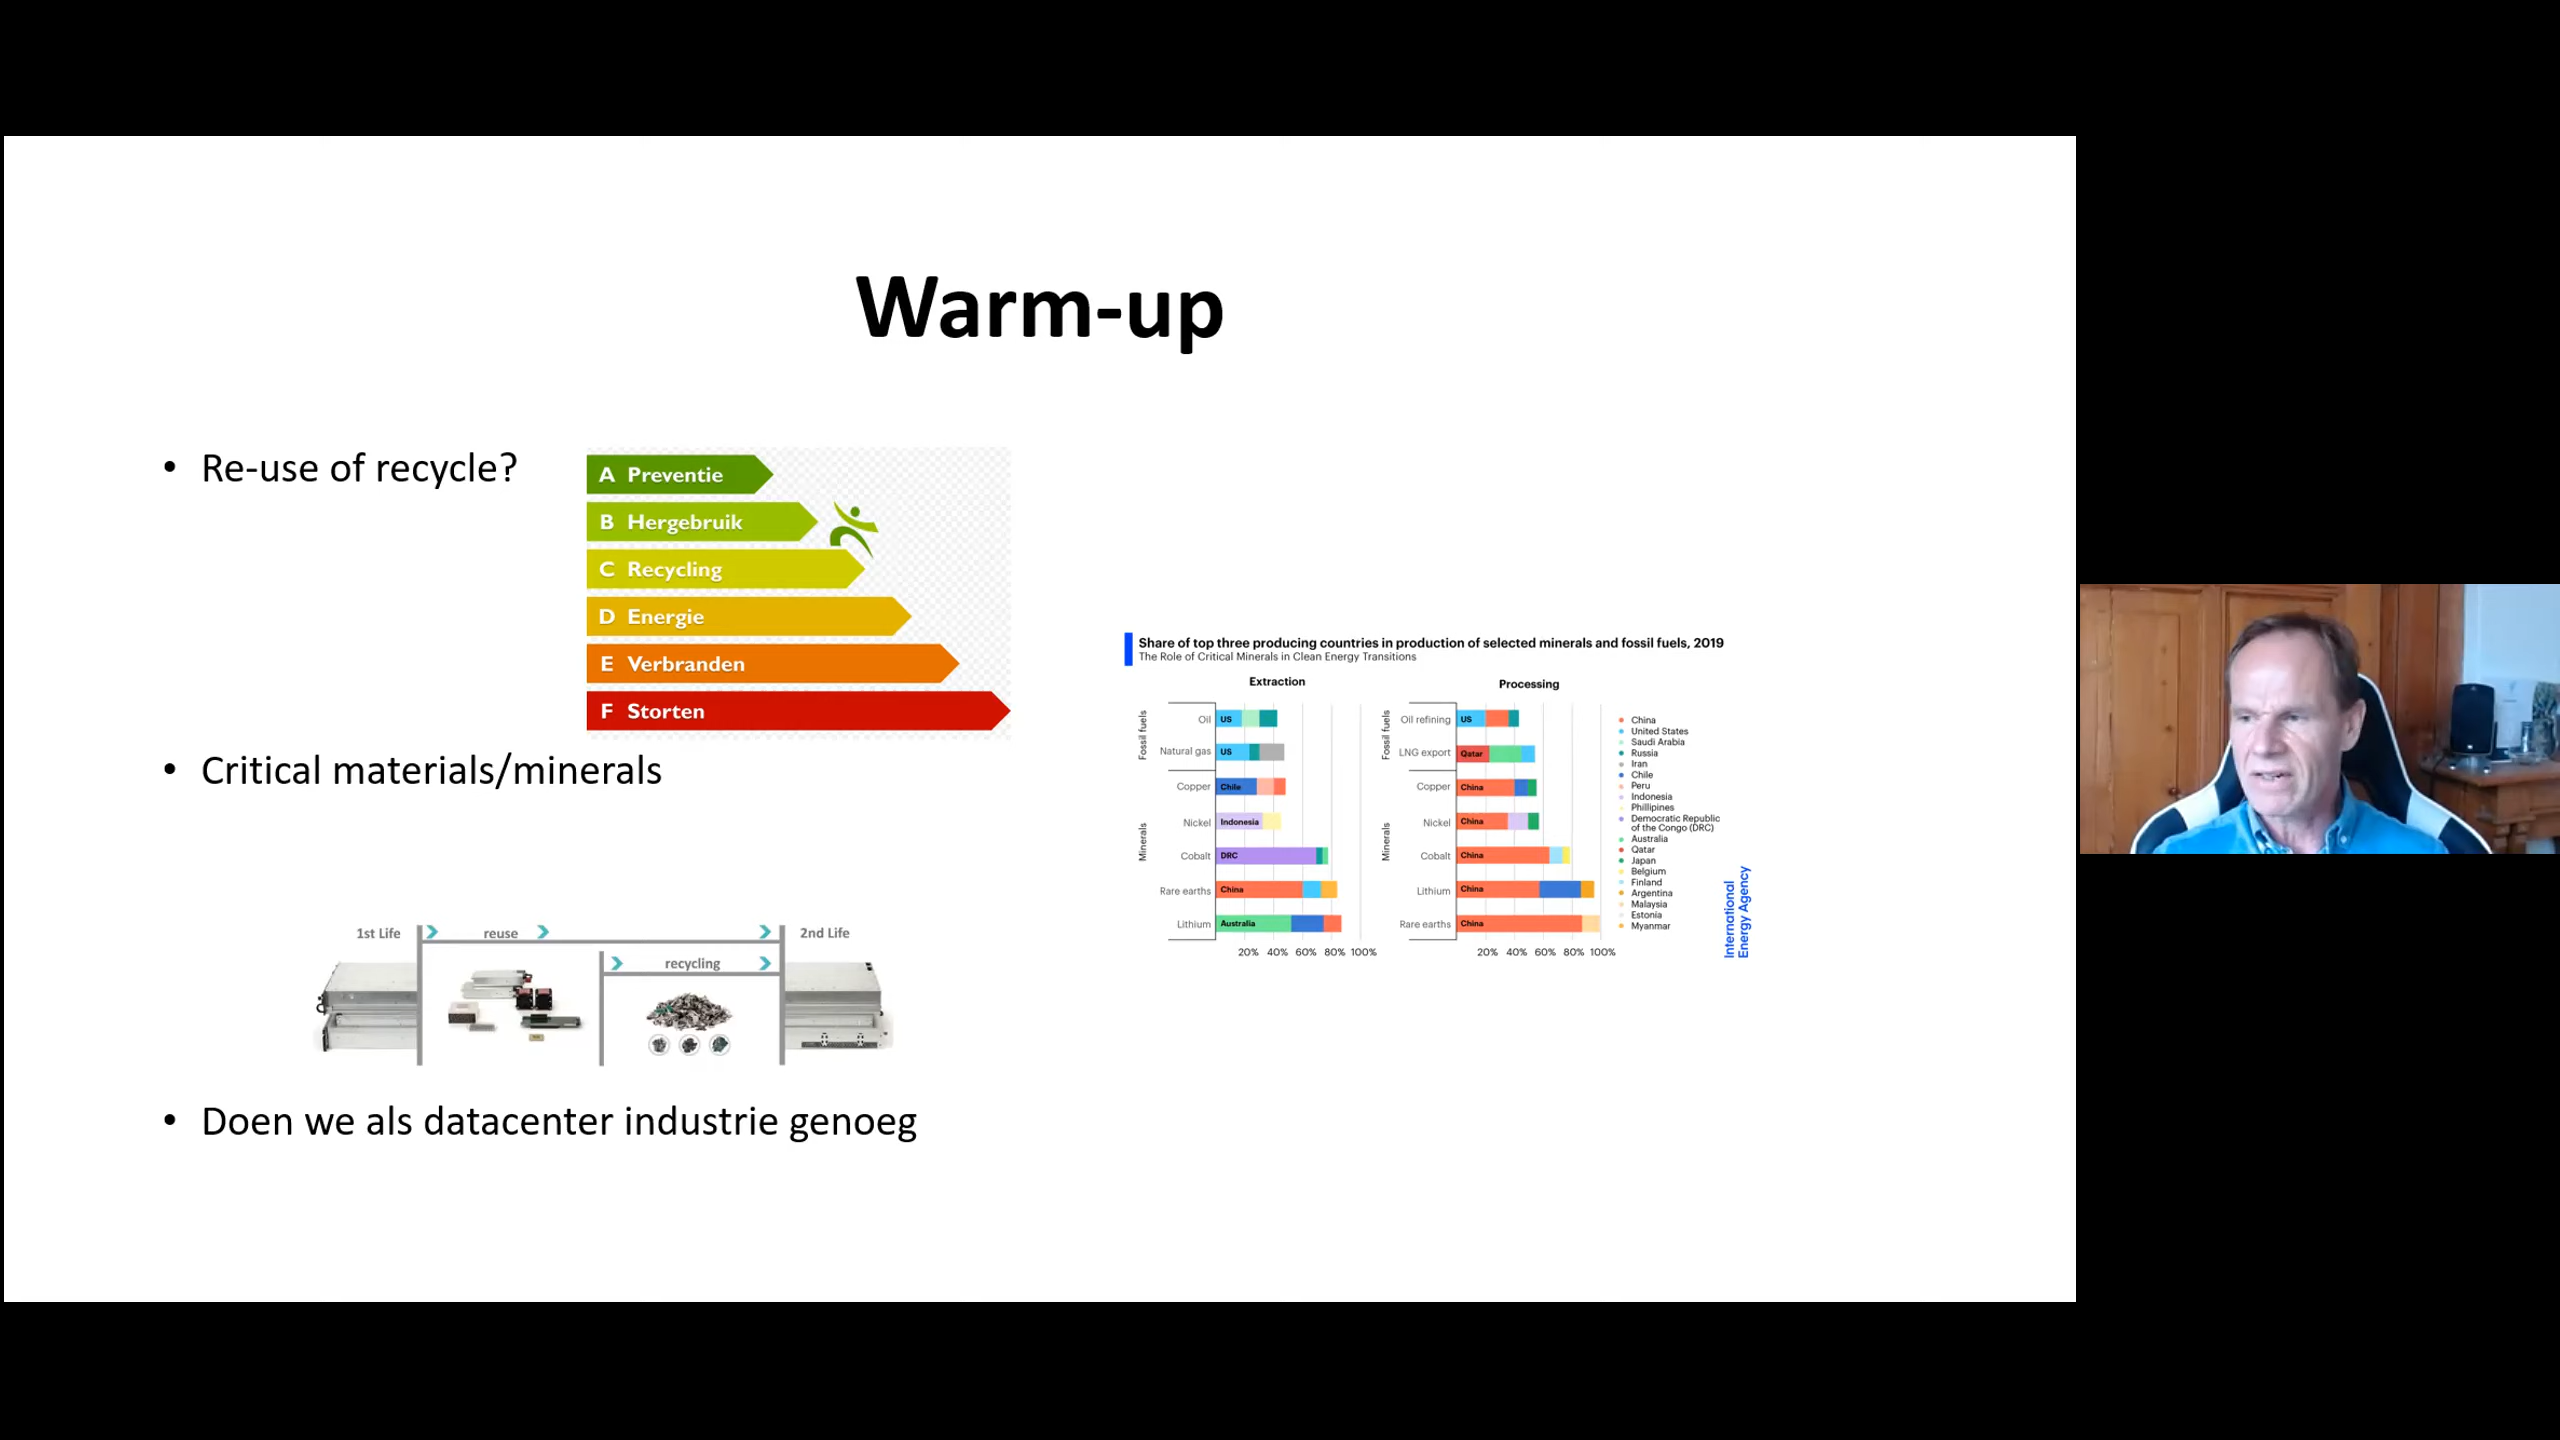 Warm-up
• Re-use of recycle?
A Preventie
B Hergebruik
C Recycling
D Energie
E Verbranden
F Storten
• Critical materials/minerals
1st Life
reuse
2nd Life
recycling
• Doen we als datacenter industrie genoeg
Share of top three producing countries in production of selected minerals and fossil fuels, 2019
The Role of Critical Minerals in Clean Energy Transitions
Extraction
Fossil fuels
Oil
US
Natural gas
US
Minerals
Copper
Chile
Nickel
Indonesia
Cobalt
DRC
Rare earths
China
Lithium
Australia
20% 40% 60% 80% 100%
Processing
Fossil fuels
Oil refining
US
LNG export
Qatar
Minerals
Copper
China
Nickel
China
Cobalt
China
Lithium
China
Rare earths
China
20% 40% 60% 80% 100%
China
United States
Saudi Arabia
Russia
Iran
Chile
Peru
Indonesia
Phillipines
Democratic Republic
of the Congo (DRC)
Australia
Qatar
Japan
Belgium
Finland
Argentina
Malaysia
Estonia
Myanmar
International
Energy Agency